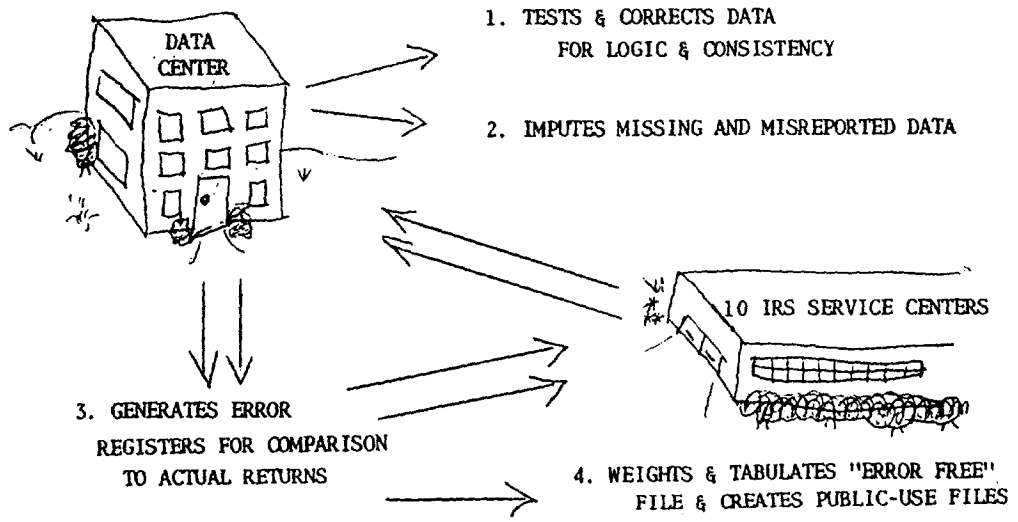 DATA
CENTER
1. TESTS & CORRECTS DATA
FOR LOGIC & CONSISTENCY
2. IMPUTES MISSING AND MISREPORTED DATA
10 IRS SERVICE CENTERS
3. GENERATES ERROR
REGISTERS FOR COMPARISON
TO ACTUAL RETURNS
4. WEIGHTS & TABULATES "ERROR FREE"
FILE & CREATES PUBLIC-USE FILES